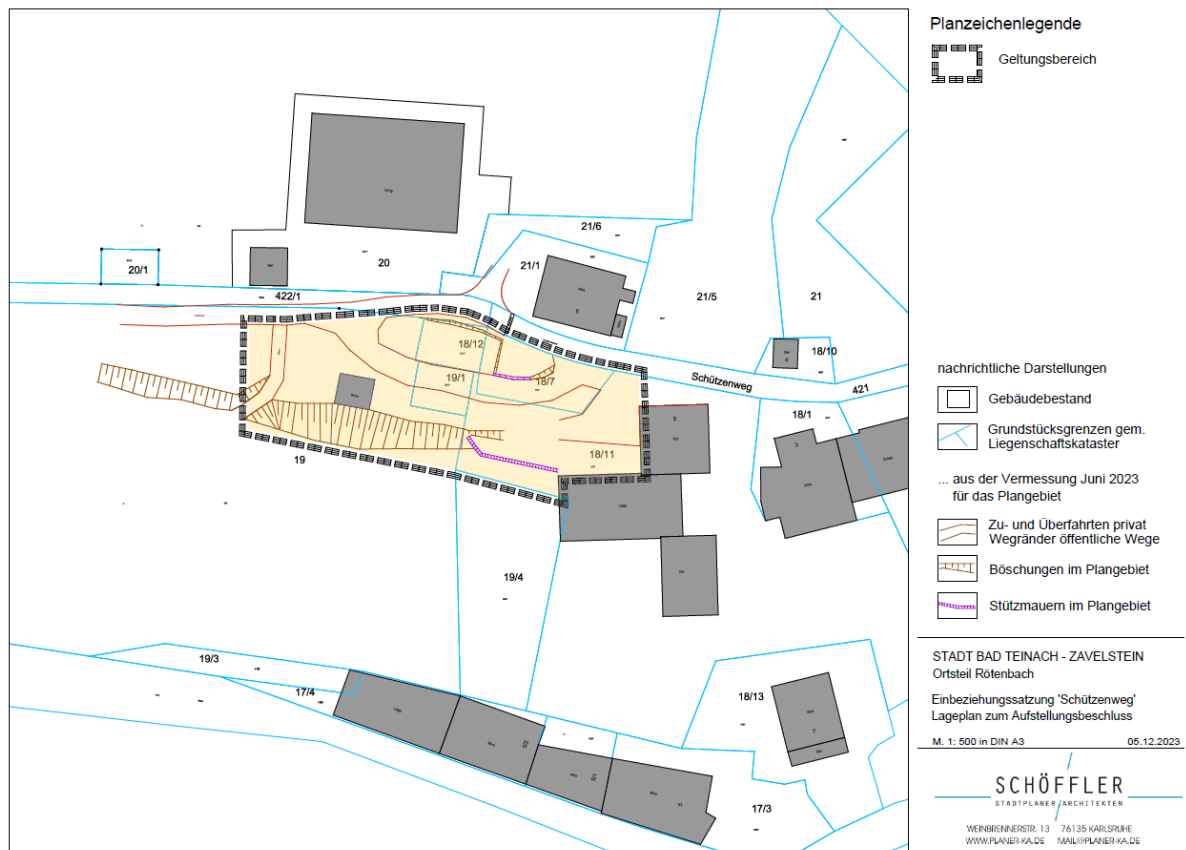 Planzeichenlegende
Geltungsbereich
21/6
20
21/1
20/1
422/1
21/5
21
18/12
18/10
19/1
18/7
Schützenweg
421
18/1
19
18/11
19/4
19/3
17/4
18/13
17/3
nachrichtliche Darstellungen
Gebäudebestand
Grundstücksgrenzen gem.
Liegenschaftskataster
... aus der Vermessung Juni 2023
für das Plangebiet
Zu- und Überfahrten privat
Wegränder öffentliche Wege
Böschungen im Plangebiet
Stützmauern im Plangebiet
STADT BAD TEINACH - ZAVELSTEIN
Ortsteil Rötenbach
Einbeziehungssatzung 'Schützenweg'
Lageplan zum Aufstellungsbeschluss
M. 1: 500 in DIN A3 05.12.2023
SCHÖFFLER
STADTPLANER ARCHITEKTEN
WEINBRENNERSTR. 13 76135 KARLSRUHE
WWW.PLANER-KA.DE MAIL@PLANER-KA.DE